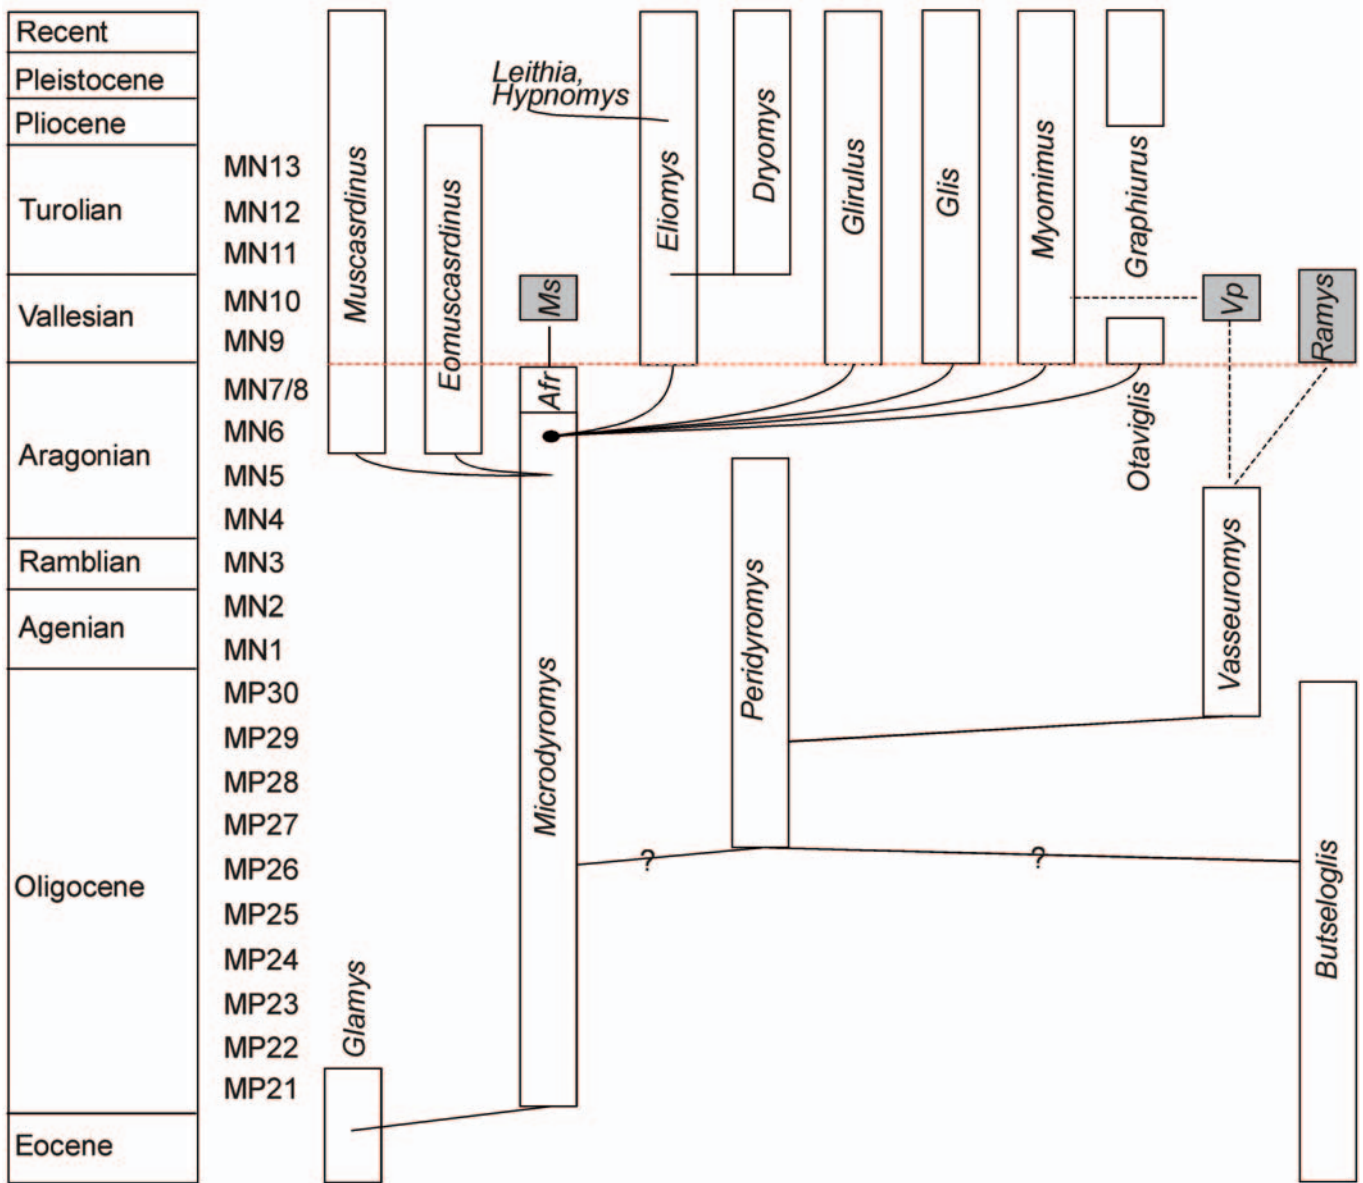 Recent
Pleistocene
Pliocene
Turolian
Vallesian
Aragonian
Ramblian
Agenian
Oligocene
Eocene
MN13
MN12
MN11
MN10
MN9
MN7/8
MN6
MN5
MN4
MN3
MN2
MN1
MP30
MP29
MP28
MP27
MP26
MP25
MP24
MP23
MP22
MP21
Muscasrdinus
Eomuscasrdinus
Leithia,
Hypnomys
Ms
Afr
Microdyromys
Glamys
Eliomys
Dryomys
Glirulus
Glis
Myomimus
Graphiurus
Otaviglis
Vp
Ramys
Peridyromys
Vasseuromys
Butseloglis
?
?